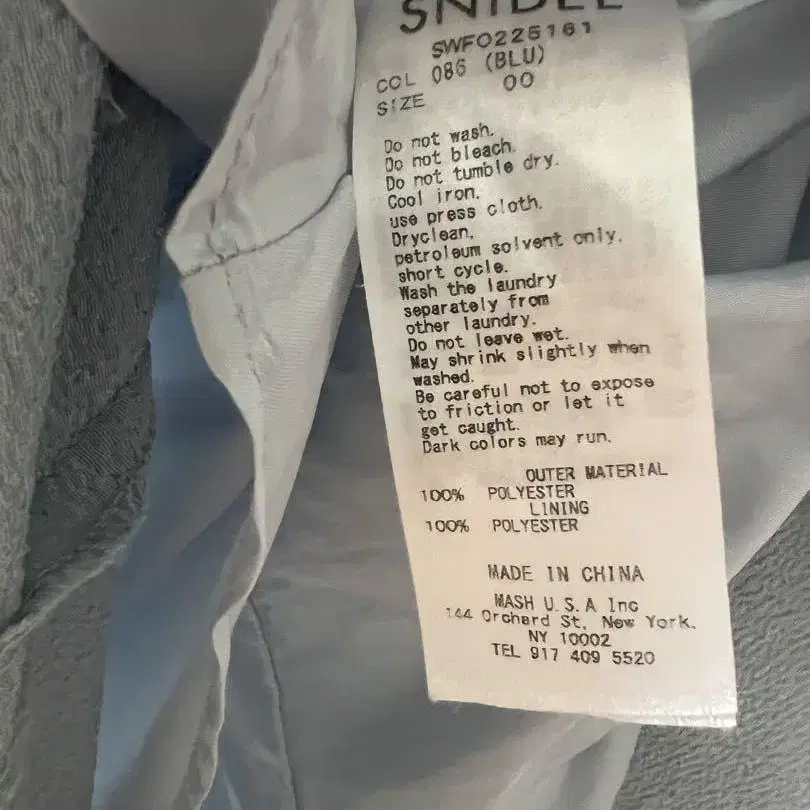 SNIDEL
SWFO225161
COL 086 (BLU)
SIZE 00
Do not wash.
Do not bleach.
Do not tumble dry.
Cool iron.
use press cloth.
Dryclean.
petroleum solvent only.
short cycle.
Wash the laundry
separately from
other laundry.
Do not leave wet.
May shrink slightly when
washed.
Be careful not to expose
to friction or let it
get caught.
Dark colors may run.
OUTER MATERIAL
100% POLYESTER
LINING
100% POLYESTER
MADE IN CHINA
MASH U.S.A Inc
144 Orchard St, New York.
NY 10002
TEL 917 409 5520